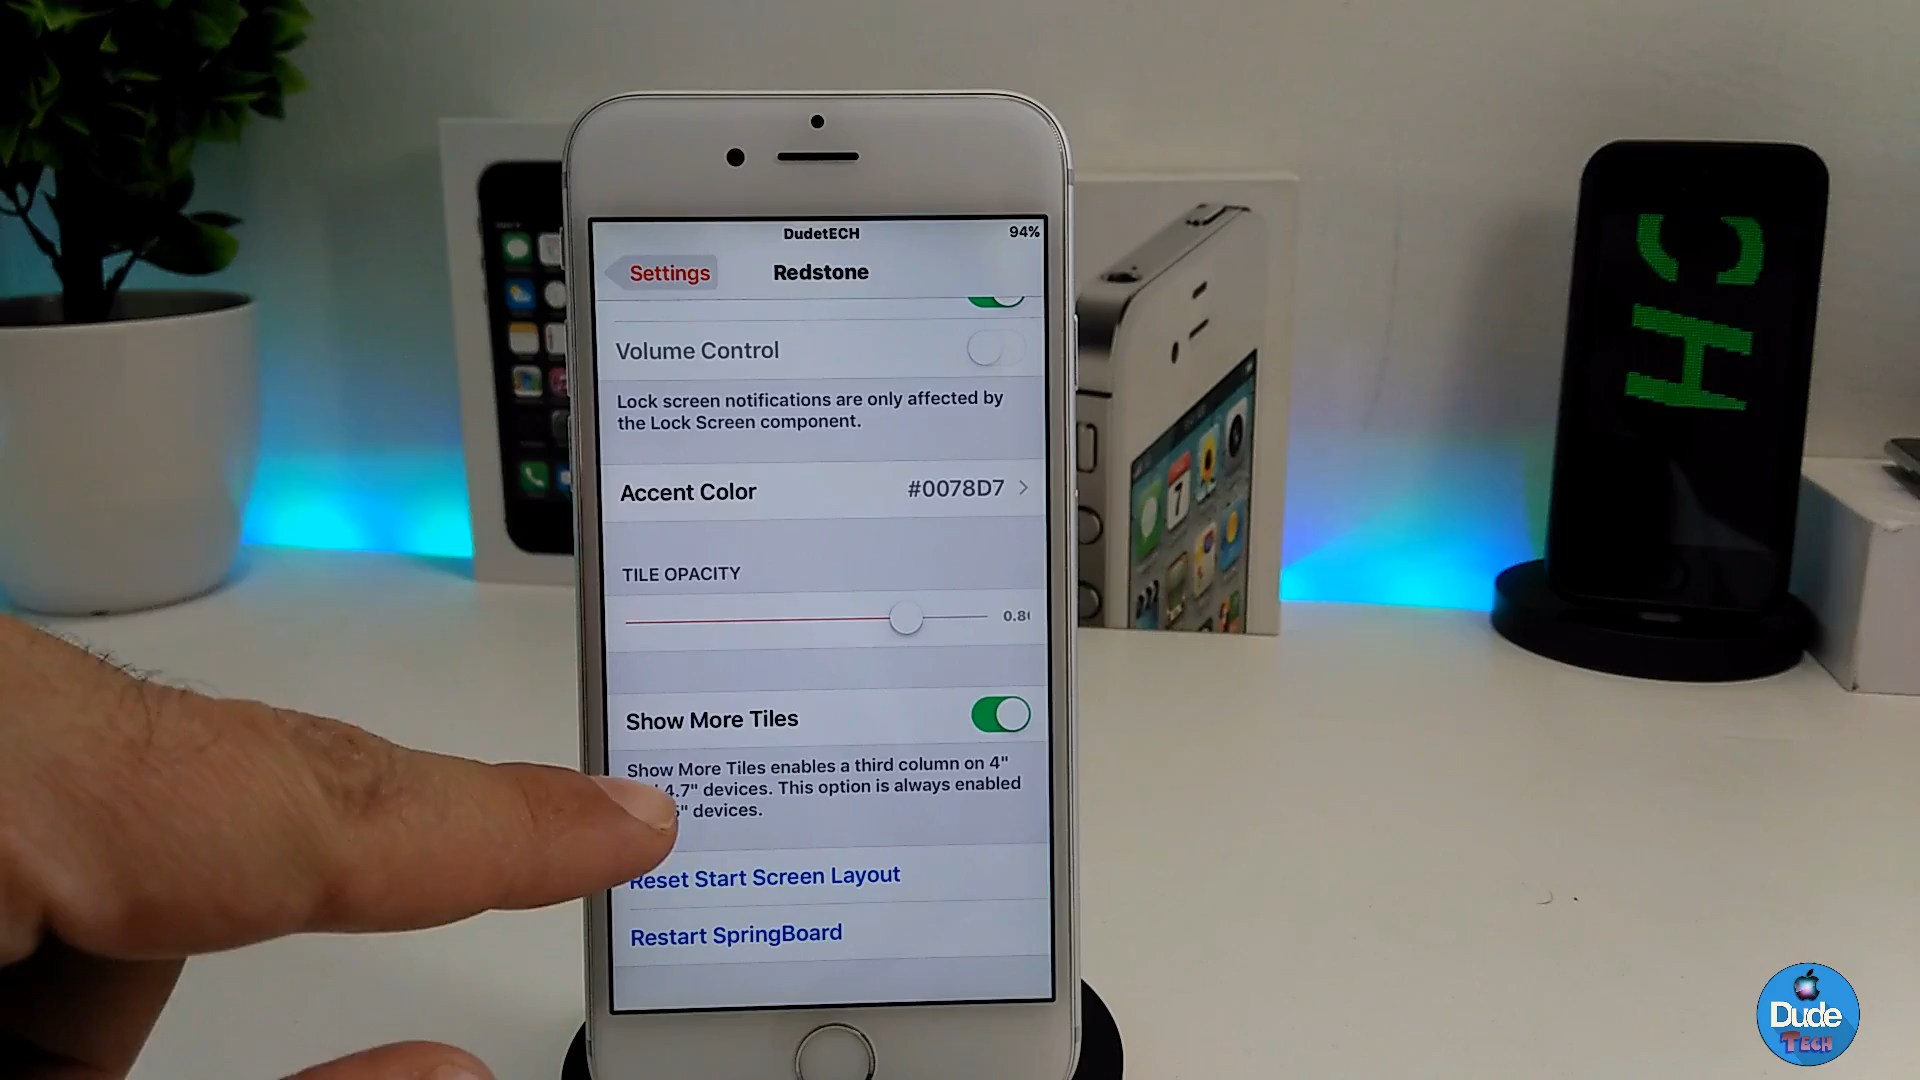 DudetECH
94%
Settings
Redstone
Volume Control
Lock screen notifications are only affected by
the Lock Screen component.
Accent Color
#0078D7
TILE OPACITY
Show More Tiles
Show More Tiles enables a third column on 4"
4.7" devices. This option is always enabled
devices.
Reset Start Screen Layout
Restart SpringBoard
CH
7
Dude
TECH